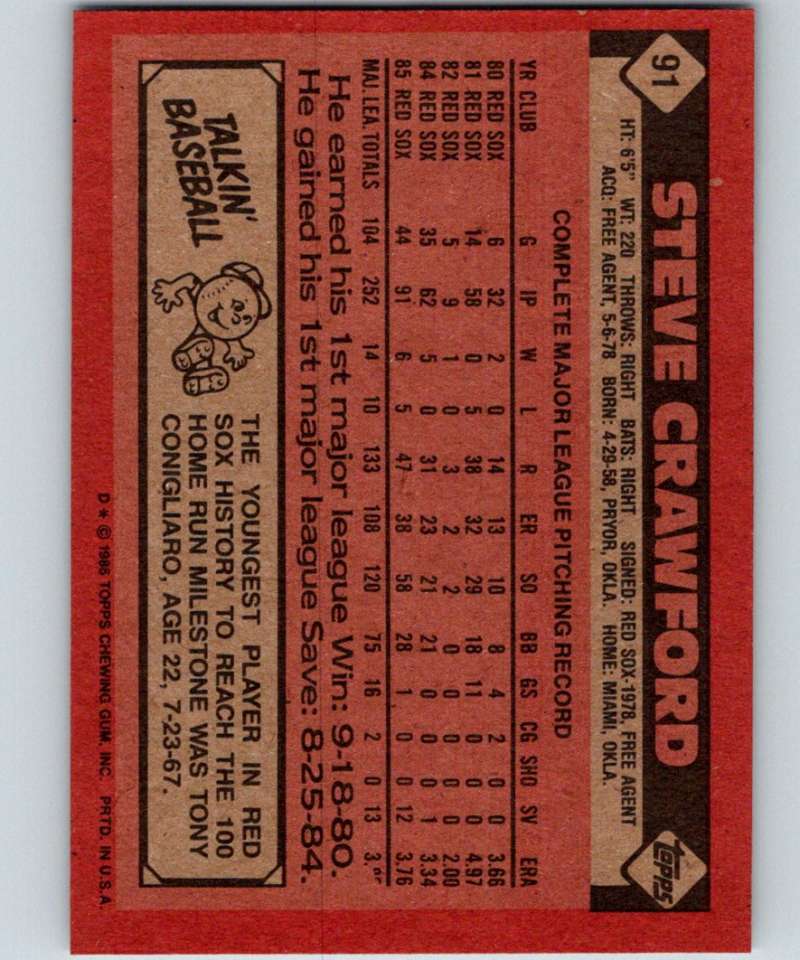 91
STEVE CRAWFORD
Topps
HT: 6'5" WT: 220 THROWS: RIGHT BATS: RIGHT SIGNED: RED SOX-1978, FREE AGENT
ACQ: FREE AGENT, 5-6-78 BORN: 4-29-58, PRYOR, OKLA. HOME: MIAMI, OKLA.
COMPLETE MAJOR LEAGUE PITCHING RECORD
YR CLUB G IP W L R ER SO BB GS CG SHO SV ERA
80 RED SOX 6 32 2 0 14 13 10 8 4 2 0 0 3.66
81 RED SOX 14 58 0 5 38 32 29 18 11 0 0 0 4.97
82 RED SOX 5 9 1 0 3 2 2 0 0 0 0 0 2.00
84 RED SOX 35 62 5 0 31 23 21 21 0 0 0 1 3.34
85 RED SOX 44 91 6 5 47 38 58 28 1 0 0 12 3.76
MAJ. LEA. TOTALS 104 252 14 10 133 108 120 75 16 2 0 13
He earned his 1st major league Win: 9-18-80.
He gained his 1st major league Save: 8-25-84.
TALKIN'
BASEBALL
THE YOUNGEST PLAYER IN RED
SOX HISTORY TO REACH THE 100
HOME RUN MILESTONE WAS TONY
CONIGLIARO, AGE 22, 7-23-67.
D * © 1986 TOPPS CHEWING GUM, INC. PRTD. IN U.S.A.